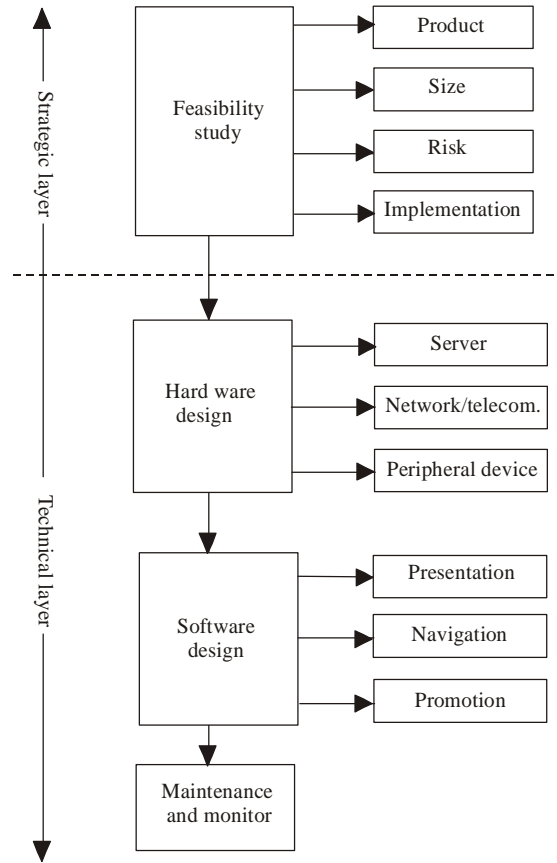 Strategic layer
Feasibility
study
Product
Size
Risk
Implementation
Technical layer
Hard ware
design
Server
Network/telecom.
Peripheral device
Software
design
Presentation
Navigation
Promotion
Maintenance
and monitor